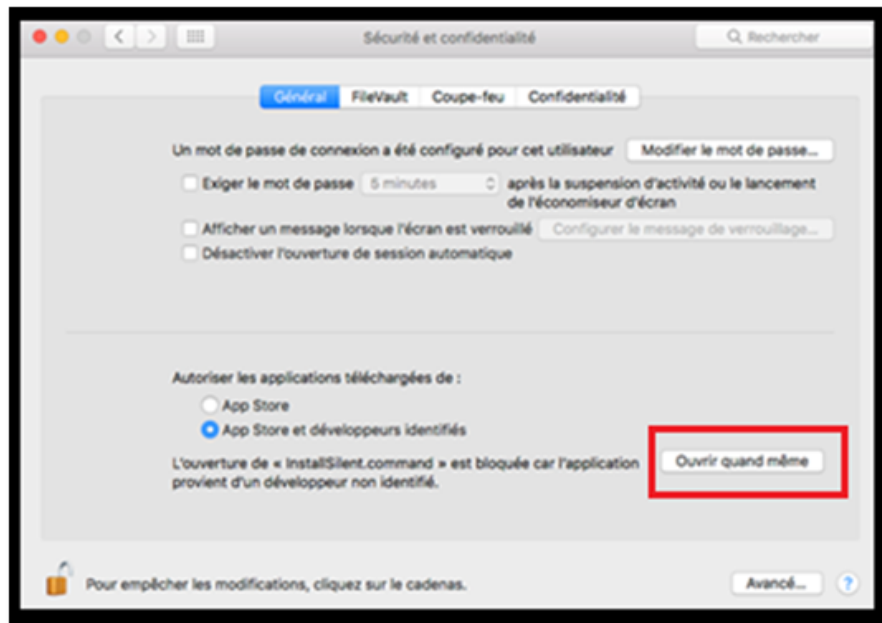 Sécurité et confidentialité
Rechercher
Général FileVault Coupe-feu Confidentialité
Un mot de passe de connexion a été configuré pour cet utilisateur Modifier le mot de passe...
Exiger le mot de passe 5 minutes après la suspension d'activité ou le lancement
de l'économiseur d'écran
Afficher un message lorsque l'écran est verrouillé Configurer le message de verrouillage...
Désactiver l'ouverture de session automatique
Autoriser les applications téléchargées de :
App Store
App Store et développeurs identifiés
L'ouverture de « InstallSilent.command » est bloquée car l'application
provient d'un développeur non identifié.
Ouvrir quand même
Pour empêcher les modifications, cliquez sur le cadenas.
Avancé... ?